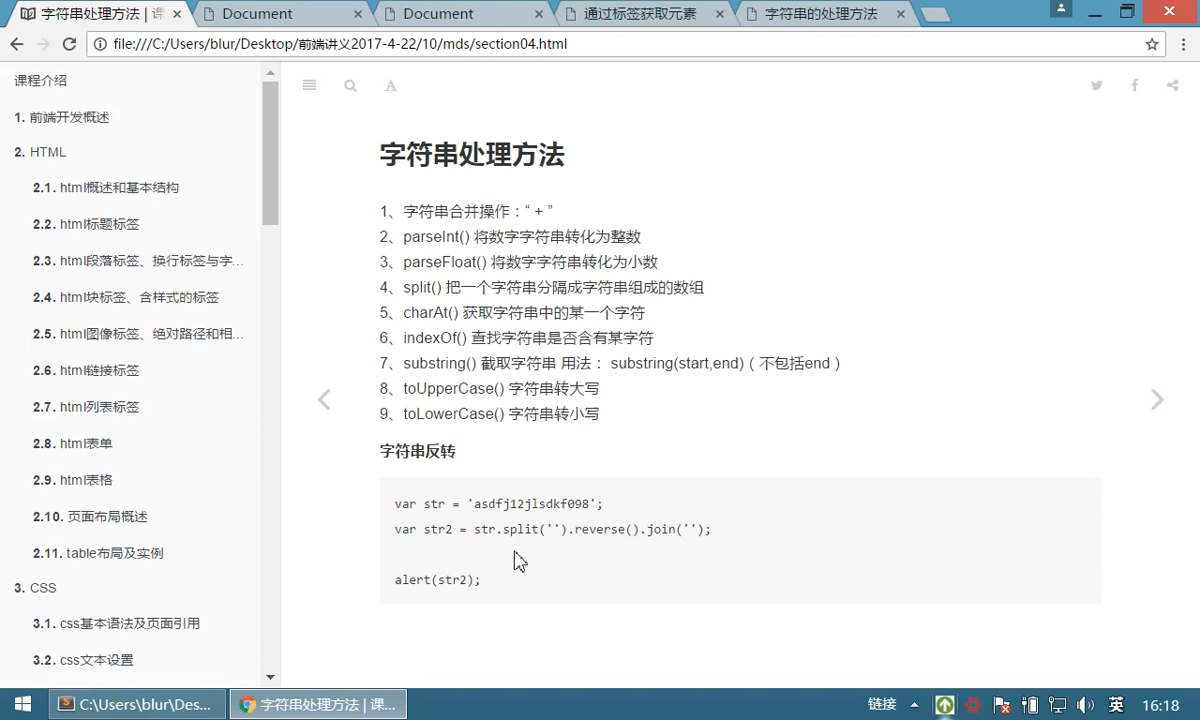 字符串处理方法 | 课
Document
Document
通过标签获取元素
字符串的处理方法
file:///C:/Users/blur/Desktop/前端讲义2017-4-22/10/mds/section04.html
课程介绍
1. 前端开发概述
2. HTML
2.1. html概述和基本结构
2.2. html标题标签
2.3. html段落标签、换行标签与字...
2.4. html块标签、含样式的标签
2.5. html图像标签、绝对路径和相...
2.6. html链接标签
2.7. html列表标签
2.8. html表单
2.9. html表格
2.10. 页面布局概述
2.11. table布局及实例
3. CSS
3.1. css基本语法及页面引用
3.2. css文本设置
A
字符串处理方法
1、字符串合并操作：“ + ”
2、parseInt() 将数字字符串转化为整数
3、parseFloat() 将数字字符串转化为小数
4、split() 把一个字符串分隔成字符串组成的数组
5、charAt() 获取字符串中的某一个字符
6、indexOf() 查找字符串是否含有某字符
7、substring() 截取字符串 用法： substring(start,end)（不包括end）
8、toUpperCase() 字符串转大写
9、toLowerCase() 字符串转小写
字符串反转
var str = 'asdfj12jlsdkf098';
var str2 = str.split('').reverse().join('');
alert(str2);
C:\Users\blur\Des...
字符串处理方法 | 课...
链接
英
16:18